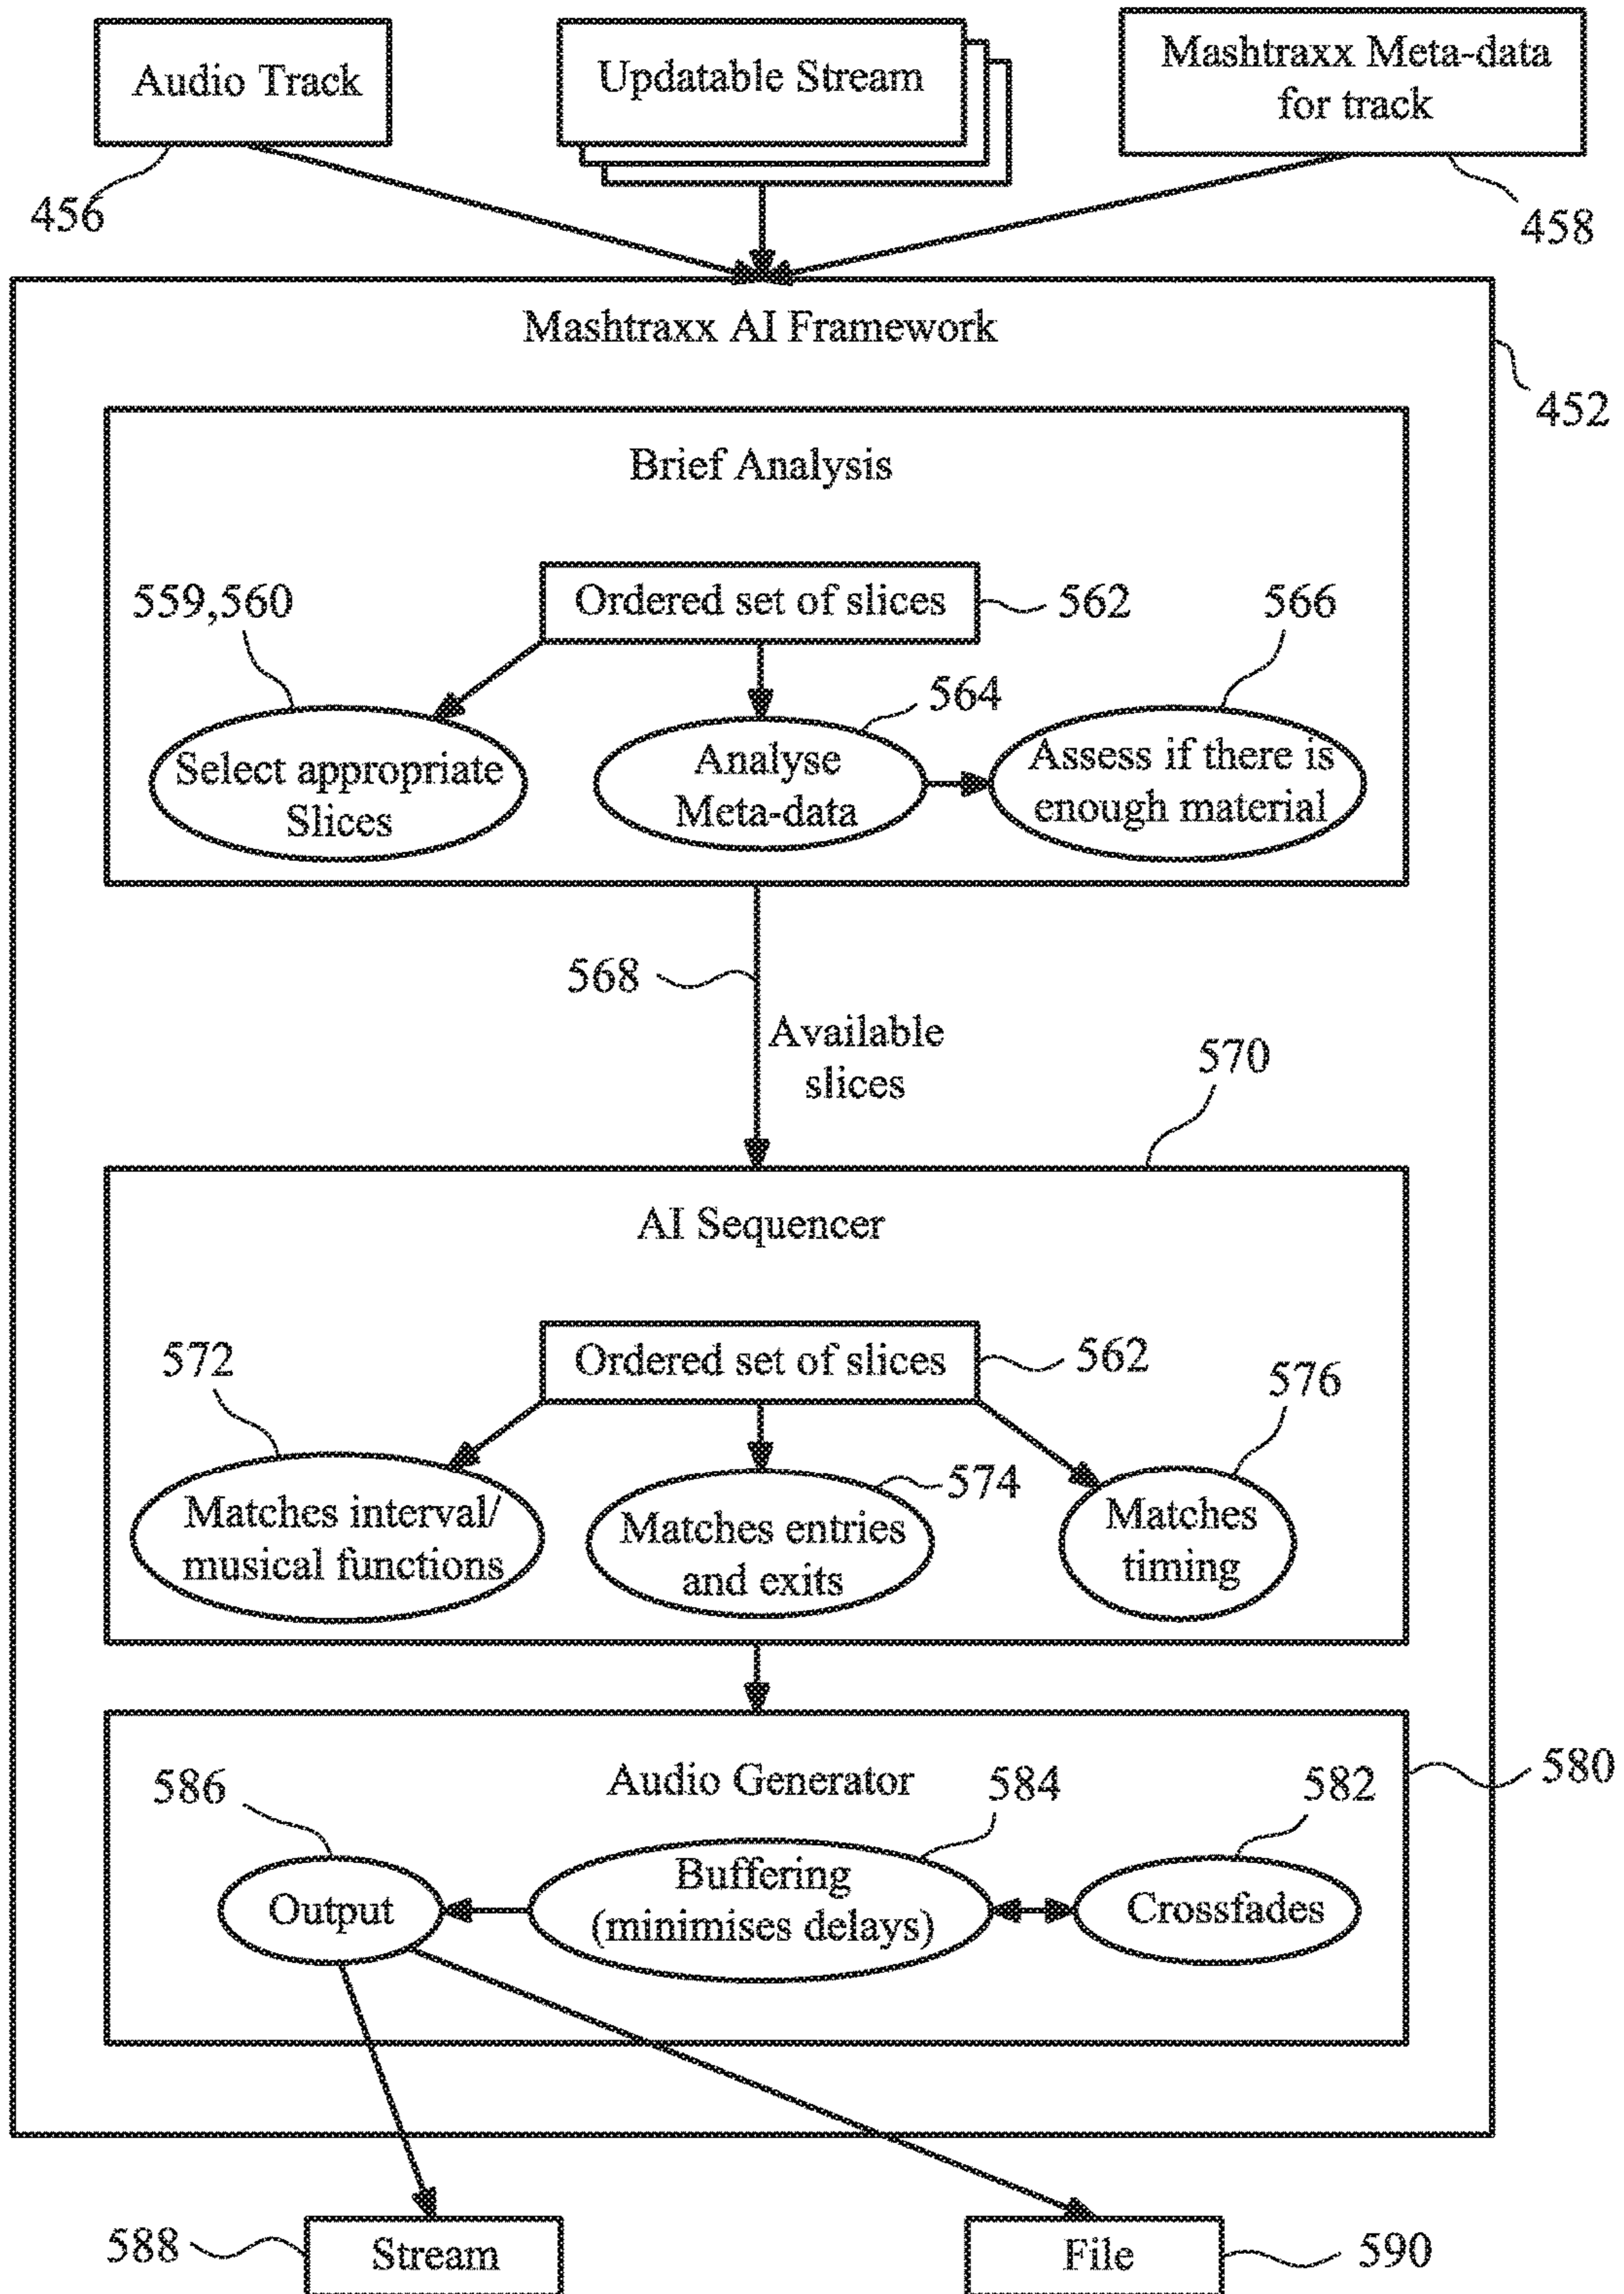 Audio Track
Updatable Stream
Mashtraxx Meta-data
for track
456
458
Mashtraxx AI Framework
452
Brief Analysis
559,560
Ordered set of slices
562
566
564
Select appropriate
Slices
Analyse
Meta-data
Assess if there is
enough material
568
Available
slices
570
AI Sequencer
572
Ordered set of slices
562
576
574
Matches interval/
musical functions
Matches entries
and exits
Matches
timing
580
586
Audio Generator
584
582
Output
Buffering
(minimises delays)
Crossfades
588
Stream
File
590